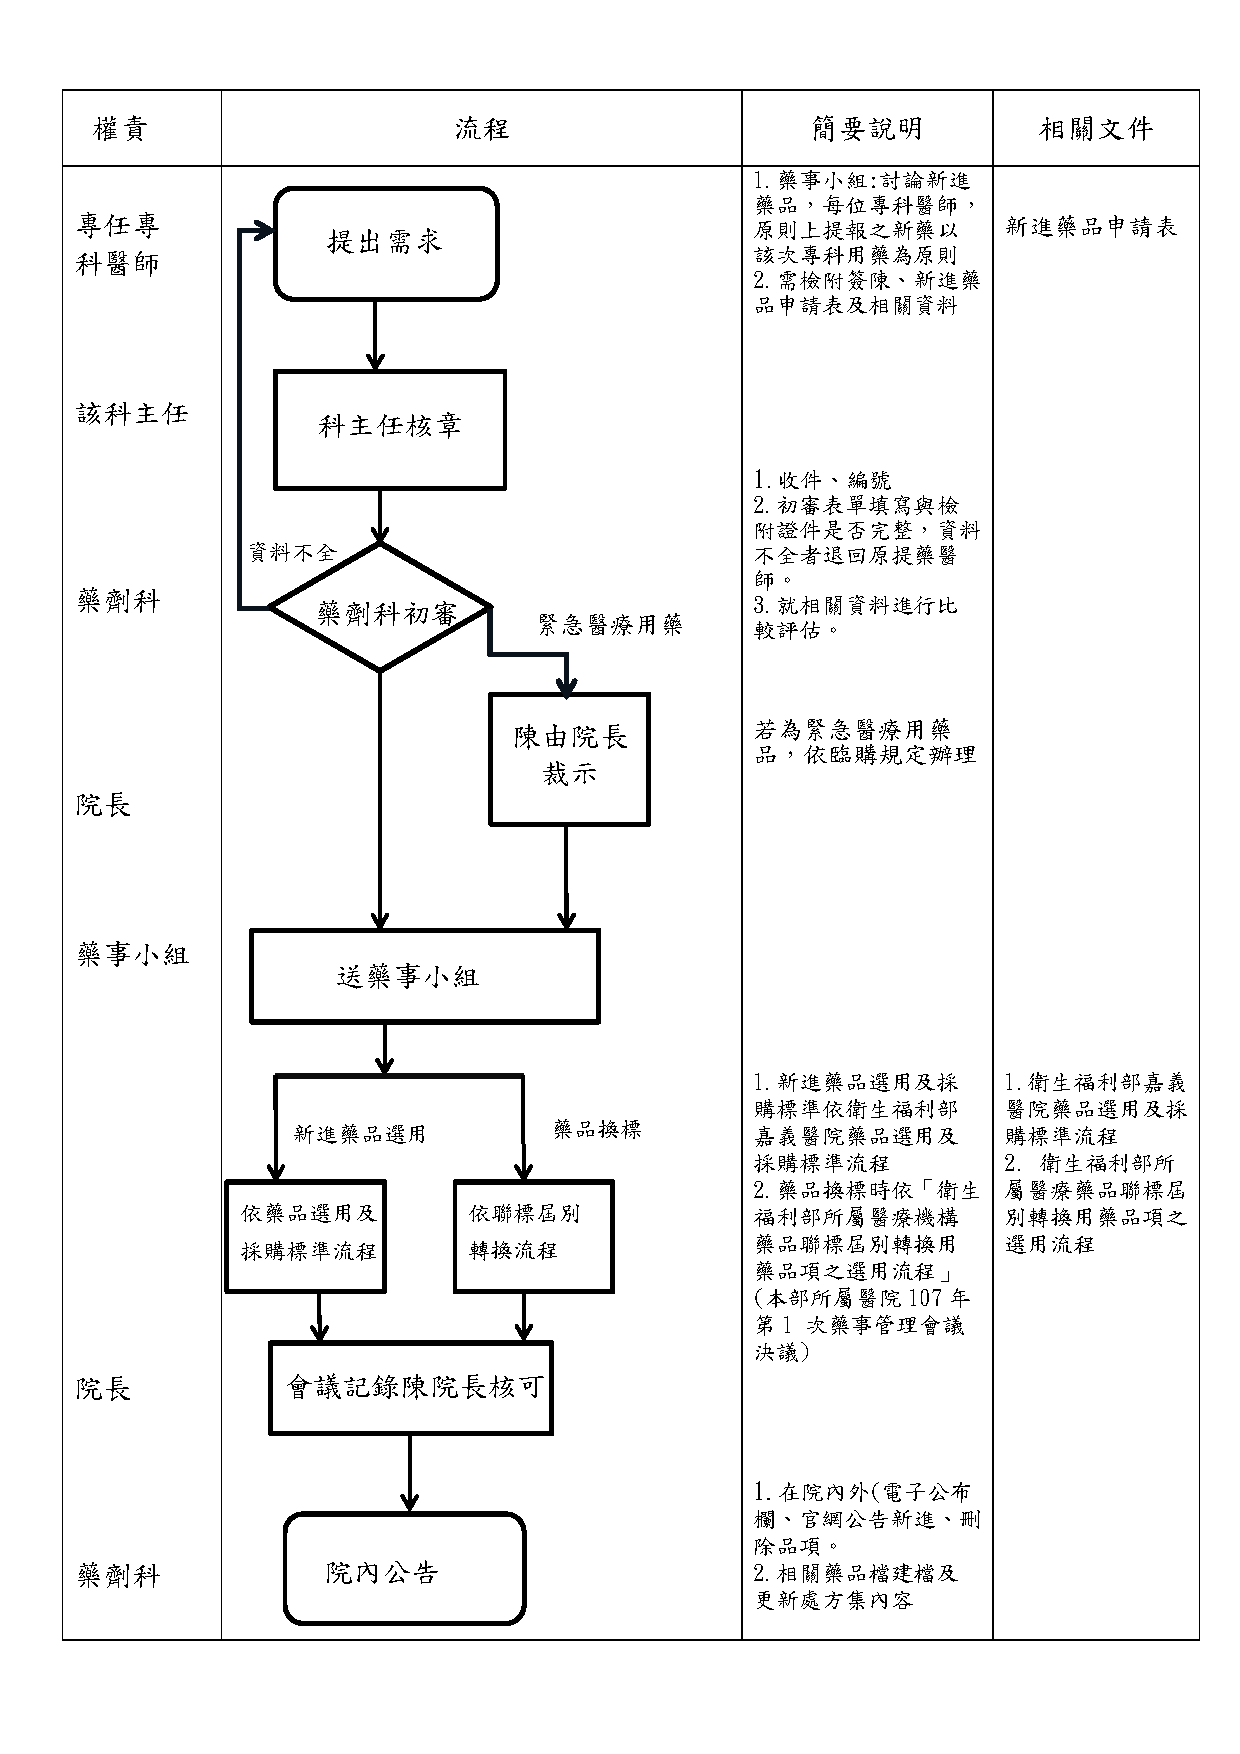 權責
流程
簡要說明
相關文件
專任專
科醫師
提出需求
1.藥事小組:討論新進
藥品，每位專科醫師，
原則上提報之新藥以
該次專科用藥為原則
2.需檢附簽陳、新進藥
品申請表及相關資料
新進藥品申請表
該科主任
科主任核章
藥劑科
資料不全
藥劑科初審
緊急醫療用藥
1.收件、編號
2.初審表單填寫與檢
附證件是否完整，資料
不全者退回原提藥醫
師。
3.就相關資料進行比
較評估。
院長
陳由院長
裁示
若為緊急醫療用藥
品，依臨購規定辦理
藥事小組
送藥事小組
新進藥品選用
藥品換標
依藥品選用及
採購標準流程
依聯標屆別
轉換流程
1.新進藥品選用及採
購標準依衛生福利部
嘉義醫院藥品選用及
採購標準流程
2.藥品換標時依「衛生
福利部所屬醫療機構
藥品聯標屆別轉換用
藥品項之選用流程」
(本部所屬醫院 107 年
第 1 次藥事管理會議
決議)
1.衛生福利部嘉義
醫院藥品選用及採
購標準流程
2. 衛生福利部所
屬醫療藥品聯標屆
別轉換用藥品項之
選用流程
院長
會議記錄陳院長核可
藥劑科
院內公告
1.在院內外(電子公布
欄、官網公告新進、刪
除品項。
2.相關藥品檔建檔及
更新處方集內容